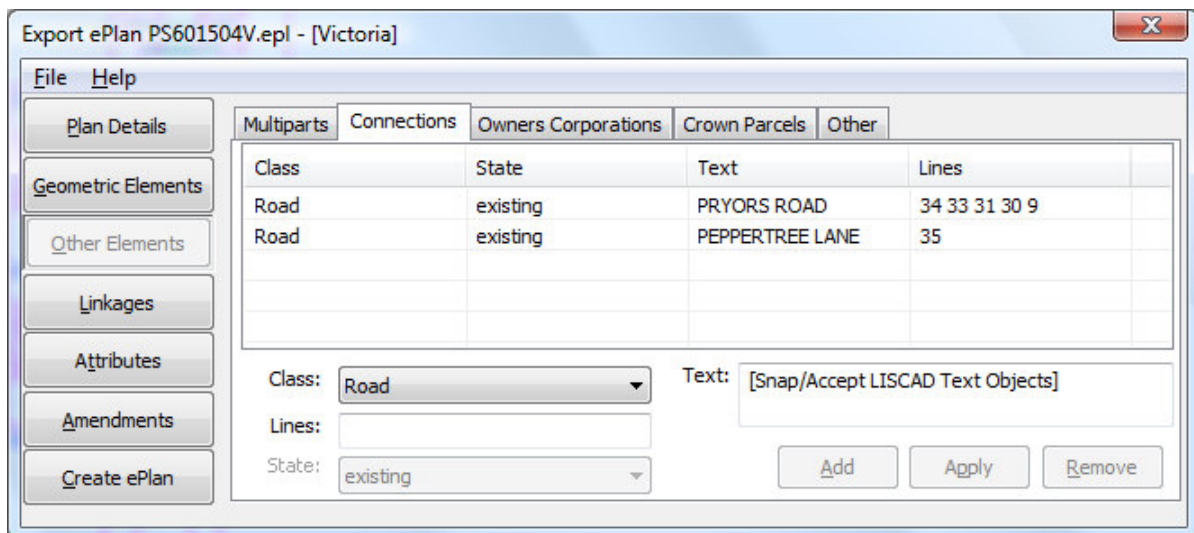 Export ePlan PS601504V.epl - [Victoria]
File Help
Plan Details
Geometric Elements
Other Elements
Linkages
Attributes
Amendments
Create ePlan
Multiparts Connections Owners Corporations Crown Parcels Other
Class State Text Lines
Road existing PRYORS ROAD 34 33 31 30 9
Road existing PEPPERTREE LANE 35
Class: Road
Lines:
State: existing
Text: [Snap/Accept LISCAD Text Objects]
Add Apply Remove